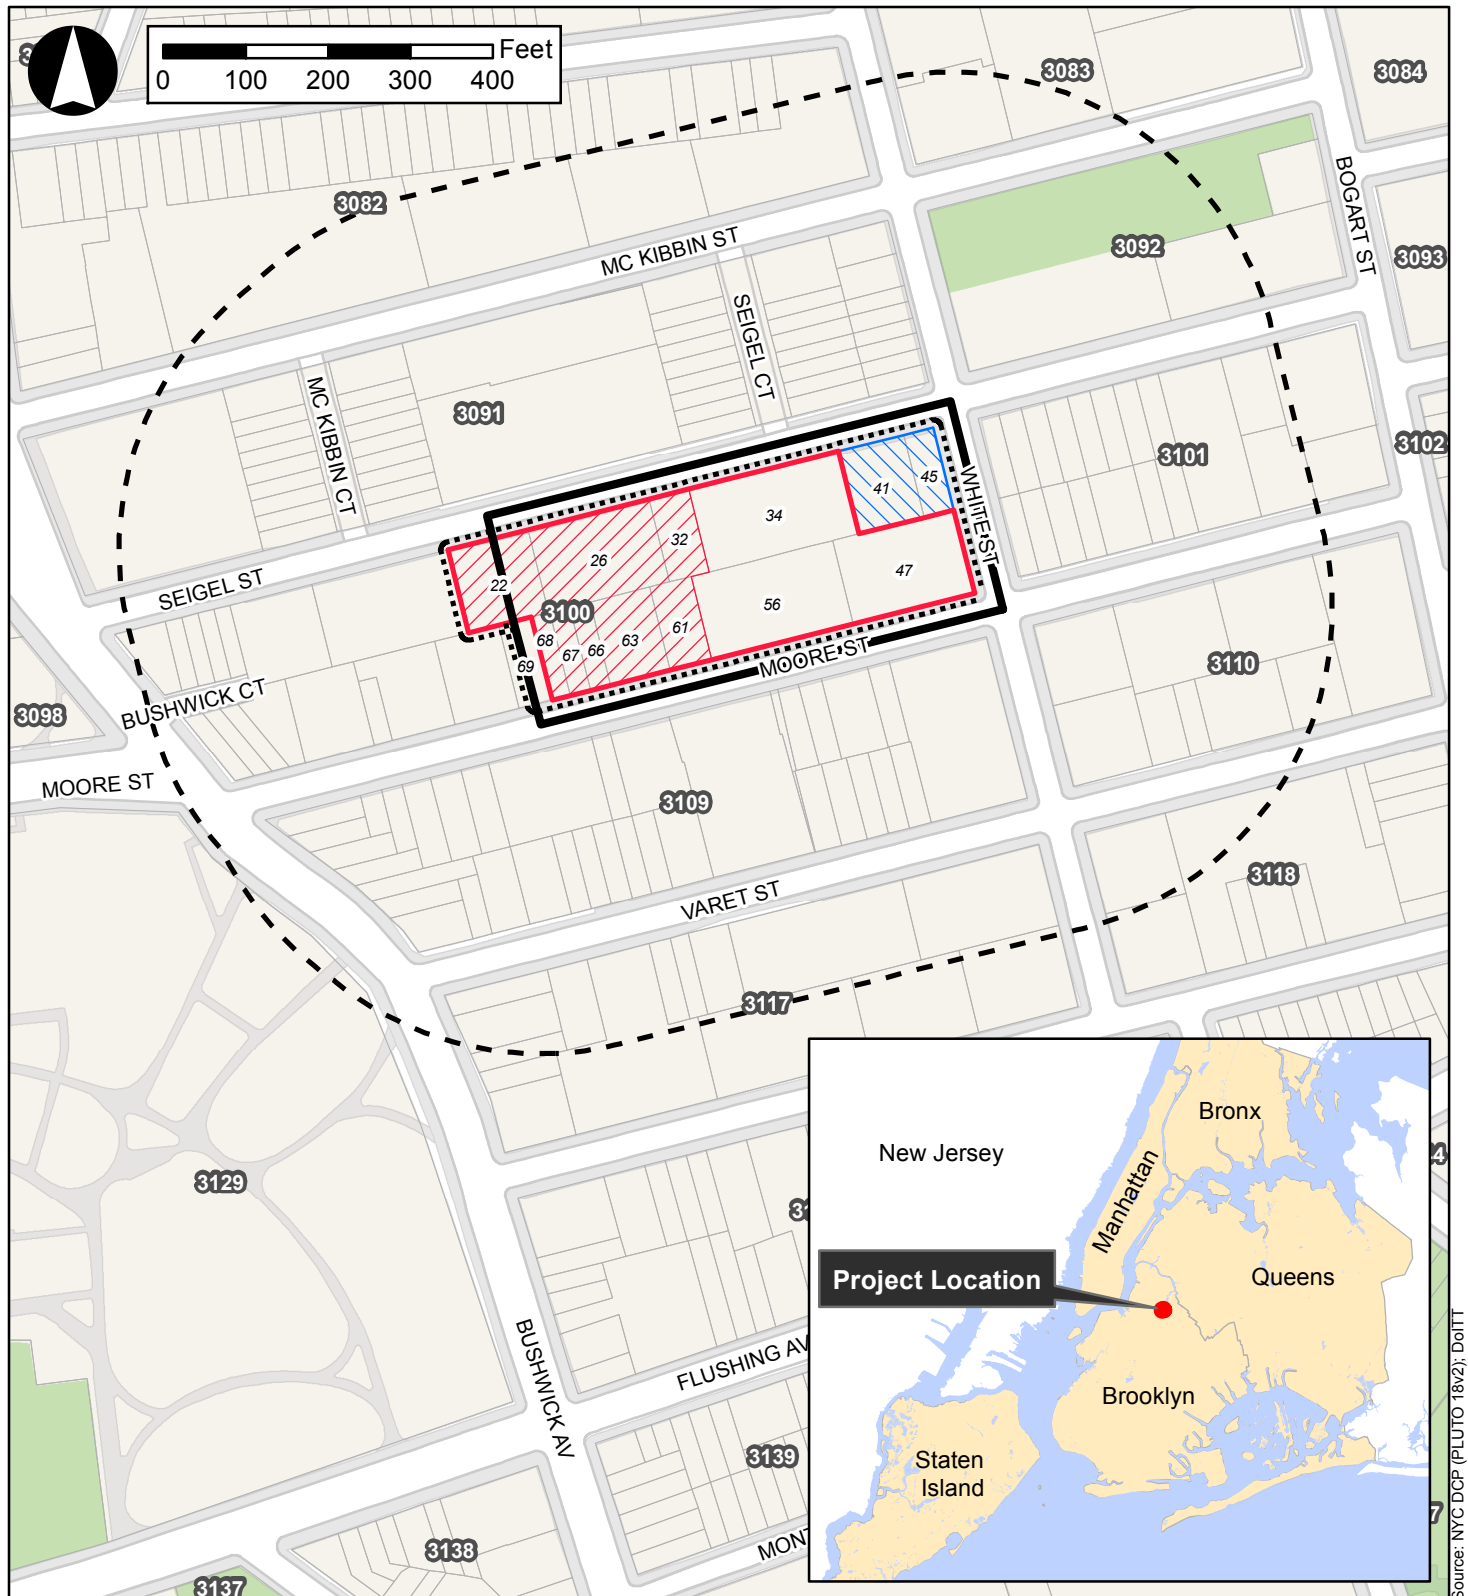 Feet
0 100 200 300 400
3083
3084
3082
BOGART ST
MC KIBBIN ST
3092
3093
SEIGEL CT
MC KIBBIN CT
3091
3101
3102
WHITE ST
41
45
34
32
26
47
22
56
3100
SEIGEL ST
68
67
66
63
61
69
MOORE ST
3110
BUSHWICK CT
3098
MOORE ST
3109
3118
VARET ST
3117
3129
BUSHWICK AV
FLUSHING AV
3139
3138
3137
MONT
New Jersey
Bronx
Manhattan
Queens
Project Location
Brooklyn
Staten
Island
Source: NYC DCP (PLUTO 18v2); DoITT